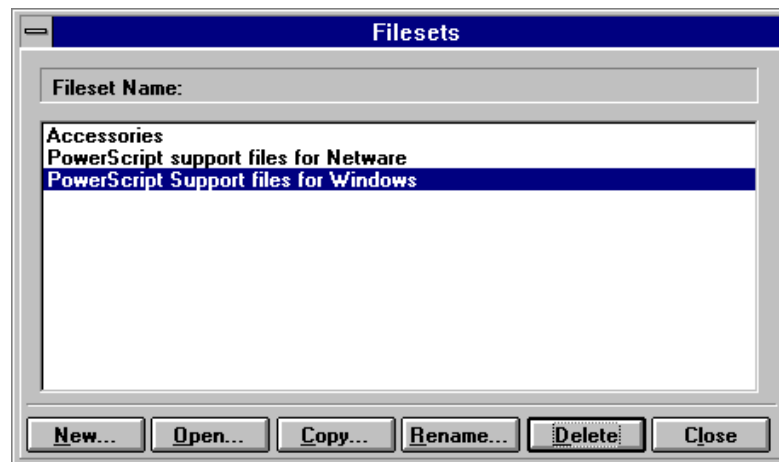 Filesets
Fileset Name:
Accessories
PowerScript support files for Netware
PowerScript Support files for Windows
New...
Open...
Copy...
Rename...
Delete
Close